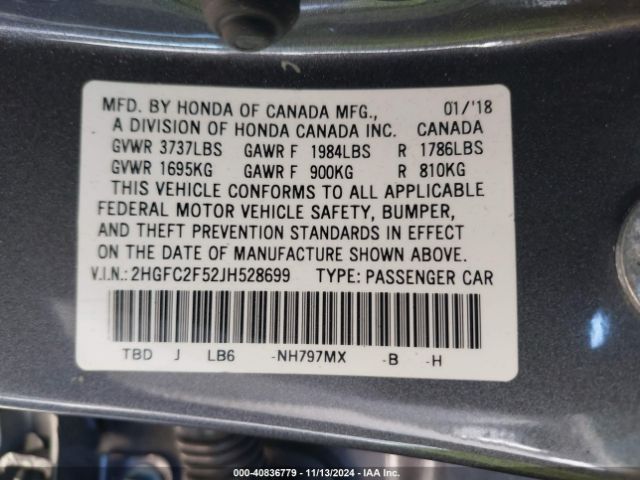 MFD. BY HONDA OF CANADA MFG., 01/'18
A DIVISION OF HONDA CANADA INC. CANADA
GVWR 3737LBS GAWR F 1984LBS R 1786LBS
GVWR 1695KG GAWR F 900KG R 810KG
THIS VEHICLE CONFORMS TO ALL APPLICABLE
FEDERAL MOTOR VEHICLE SAFETY, BUMPER,
AND THEFT PREVENTION STANDARDS IN EFFECT
ON THE DATE OF MANUFACTURE SHOWN ABOVE.
V.I.N.: 2HGFC2F52JH528699 TYPE: PASSENGER CAR
TBD J LB6 -NH797MX -B -H
000-40836779 - 11/13/2024 - IAA Inc.